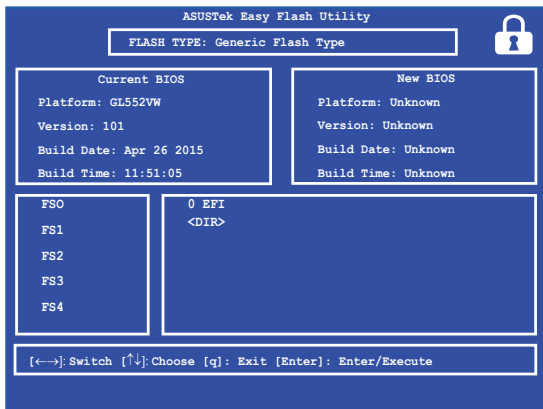 ASUSTek Easy Flash Utility
FLASH TYPE: Generic Flash Type
Current BIOS
Platform: GL552VW
Version: 101
Build Date: Apr 26 2015
Build Time: 11:51:05
New BIOS
Platform: Unknown
Version: Unknown
Build Date: Unknown
Build Time: Unknown
FSO
FS1
FS2
FS3
FS4
0 EFI
<DIR>
[←→]: Switch [↑↓]: Choose [q]: Exit [Enter]: Enter/Execute